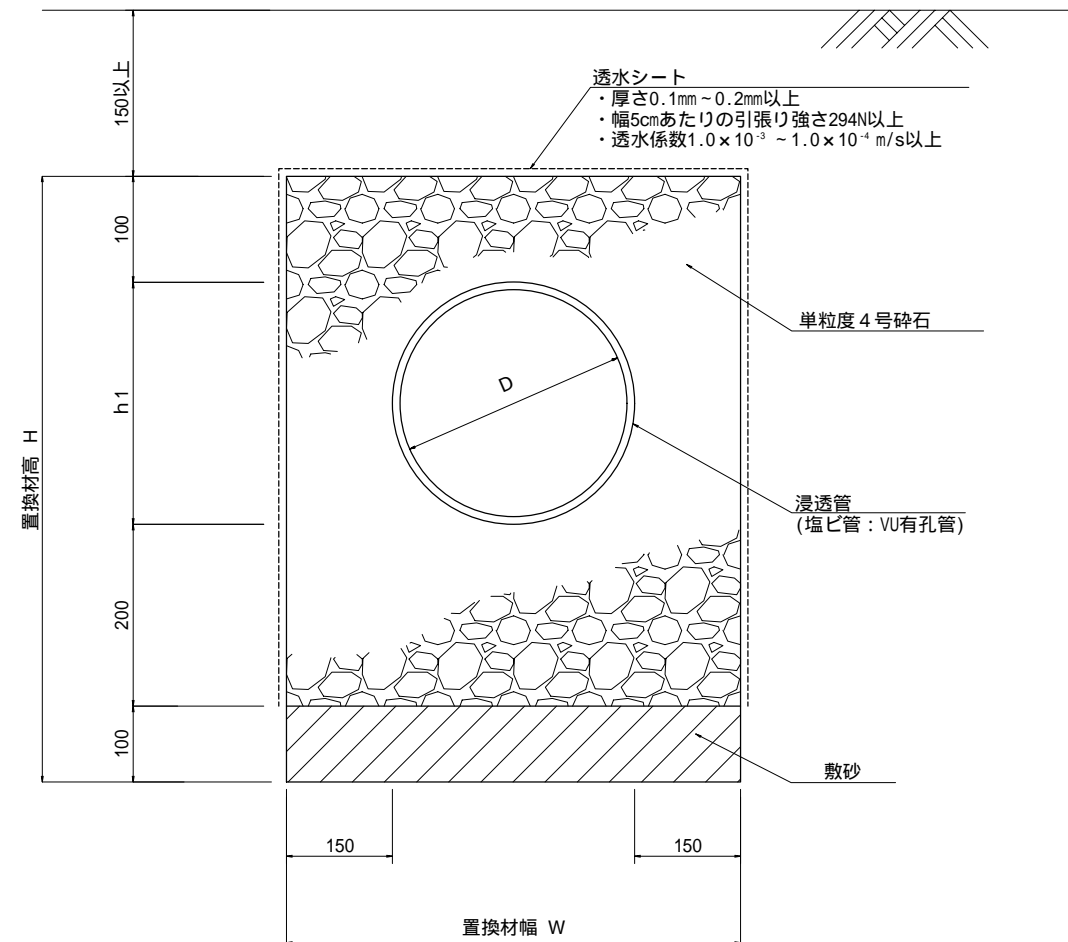 150以上
透水シート
・厚さ0.1mm~0.2mm以上
・幅5cmあたりの引張り強さ294N以上
・透水係数1.0×10⁻³ ~1.0×10⁻⁴ m/s以上
100
単粒度4号砕石
D
h1
置換材高 H
浸透管
(塩ビ管:VU有孔管)
200
100
敷砂
150
150
置換材幅 W